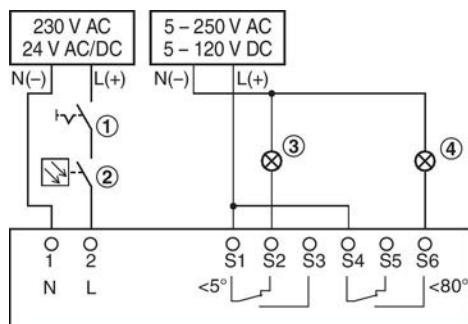 230 V AC
24 V AC/DC
5 – 250 V AC
5 – 120 V DC
N(–) L(+)
N(–) L(+)
1
2
3
4
1 2 S1 S2 S3 S4 S5 S6
N L <5° <80°